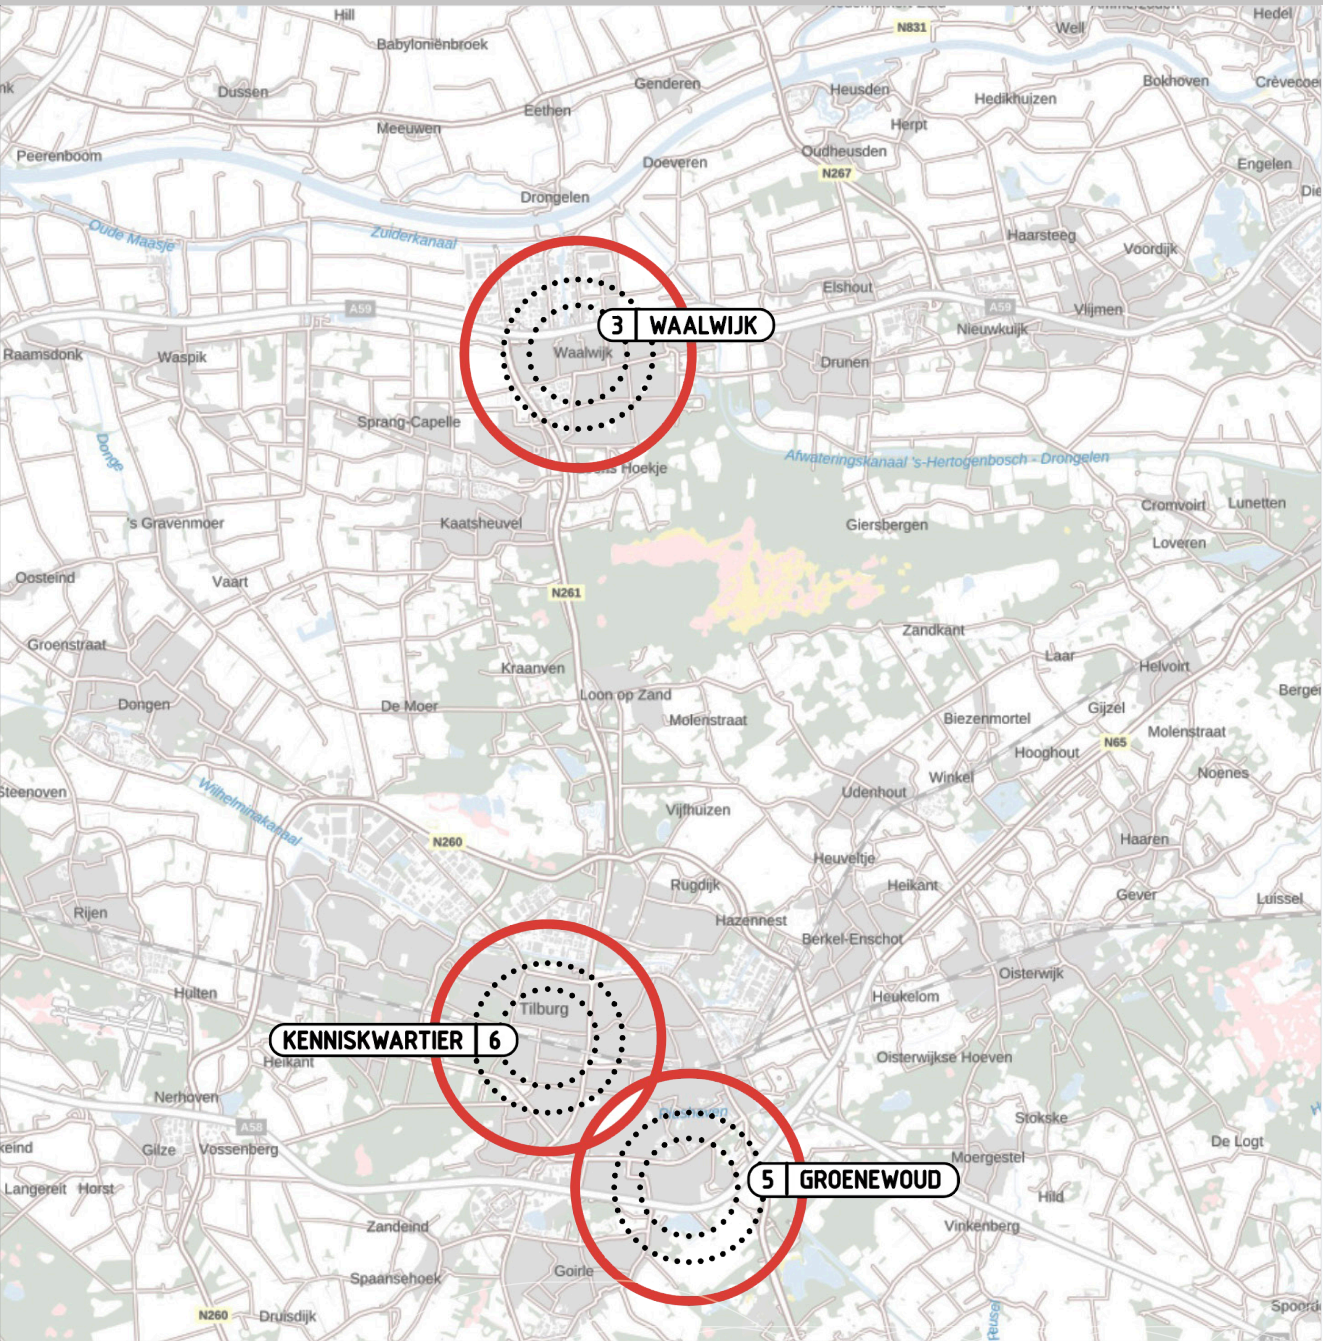 Hill
N831
Well
Hedel
Babyloniënbroek
Genderen
Bokhoven
Dussen
Heusden
Hedikhuizen
Eethen
Meeuwen
Herpt
Peerenboom
Oudheusden
Doeveren
Engelen
N267
Drongelen
Oude Maasje
Zuiderkanaal
Haarsteeg
Voordijk
Elshout
A59
A59
Vlijmen
3 WAALWIJK
Nieuwkuijk
Raamsdonk
Waspik
Waalwijk
Drunen
Sprang-Capelle
Donge
Hoekje
Afwateringskanaal 's-Hertogenbosch - Drongelen
Cromvoirt
Lunetten
's Gravenmoer
Kaatsheuvel
Giersbergen
Loveren
Oosteind
Vaart
N261
Zandkant
Groenstraat
Laar
Helvoirt
Kraanven
Loon op Zand
Dongen
De Moer
Molenstraat
Biezenmortel
Gijzel
Molenstraat
N65
Hooghout
Winkel
Noenes
Steenoven
Udenhout
Wilhelminakanaal
Vijfhuizen
N260
Haaren
Heuveltje
Rugdijk
Heikant
Gever
Luissel
Rijen
Hazennest
Berkel-Enschot
Oisterwijk
Hulten
Heukelom
Tilburg
KENNISKWARTIER 6
Heikant
Oisterwijkse Hoeven
Nerhoven
Stokske
A58
De Logt
Gilze
Vossenberg
Moergestel
5 GROENEWOUD
Langereit
Horst
Hild
Zandeind
Vinkenberg
Goirle
Spaansehoek
N260
Druisdijk